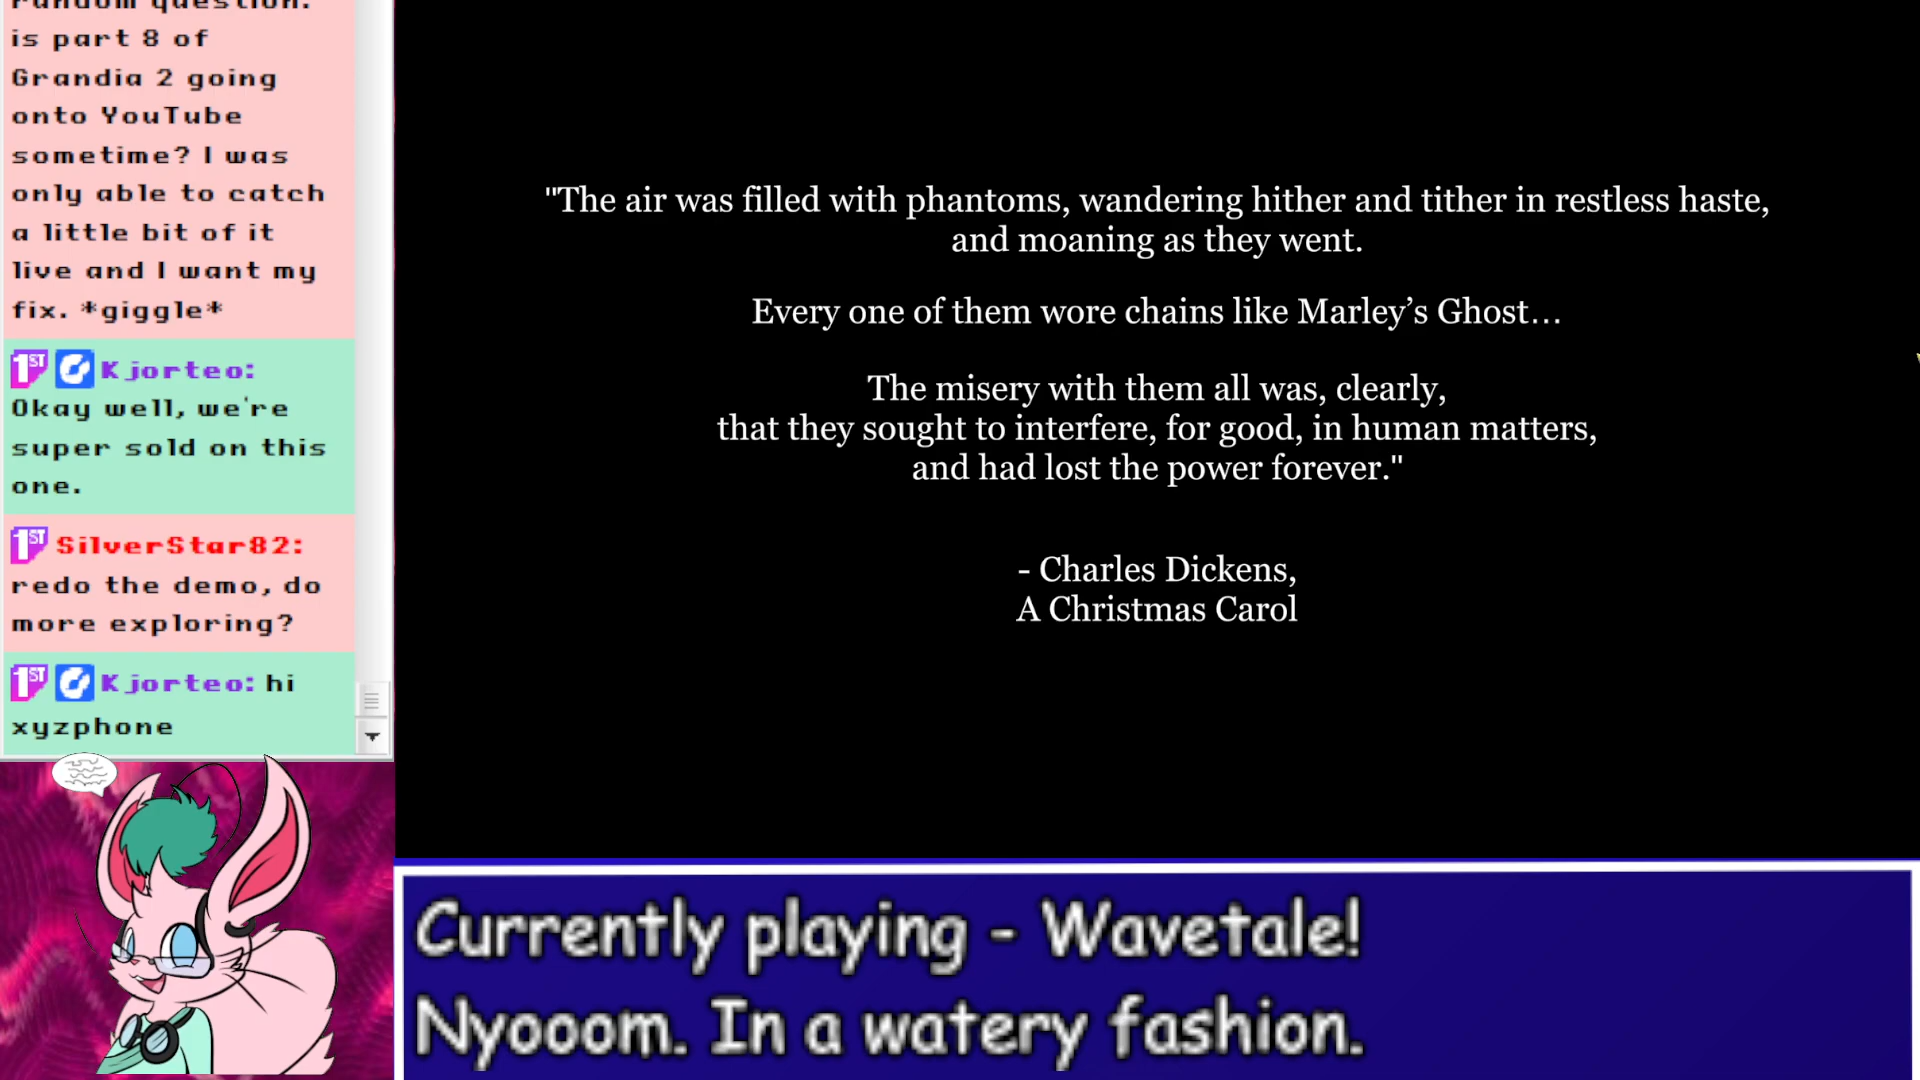 random question.
is part 8 of
Grandia 2 going
onto YouTube
sometime? I was
only able to catch
a little bit of it
live and I want my
fix. *giggle*
1ST Kjorteo:
Okay well, we're
super sold on this
one.
1ST SilverStar82:
redo the demo, do
more exploring?
1ST Kjorteo: hi
xyzphone
"The air was filled with phantoms, wandering hither and tither in restless haste,
and moaning as they went.
Every one of them wore chains like Marley’s Ghost…
The misery with them all was, clearly,
that they sought to interfere, for good, in human matters,
and had lost the power forever."
- Charles Dickens,
A Christmas Carol
Currently playing - Wavetale!
Nyooom. In a watery fashion.